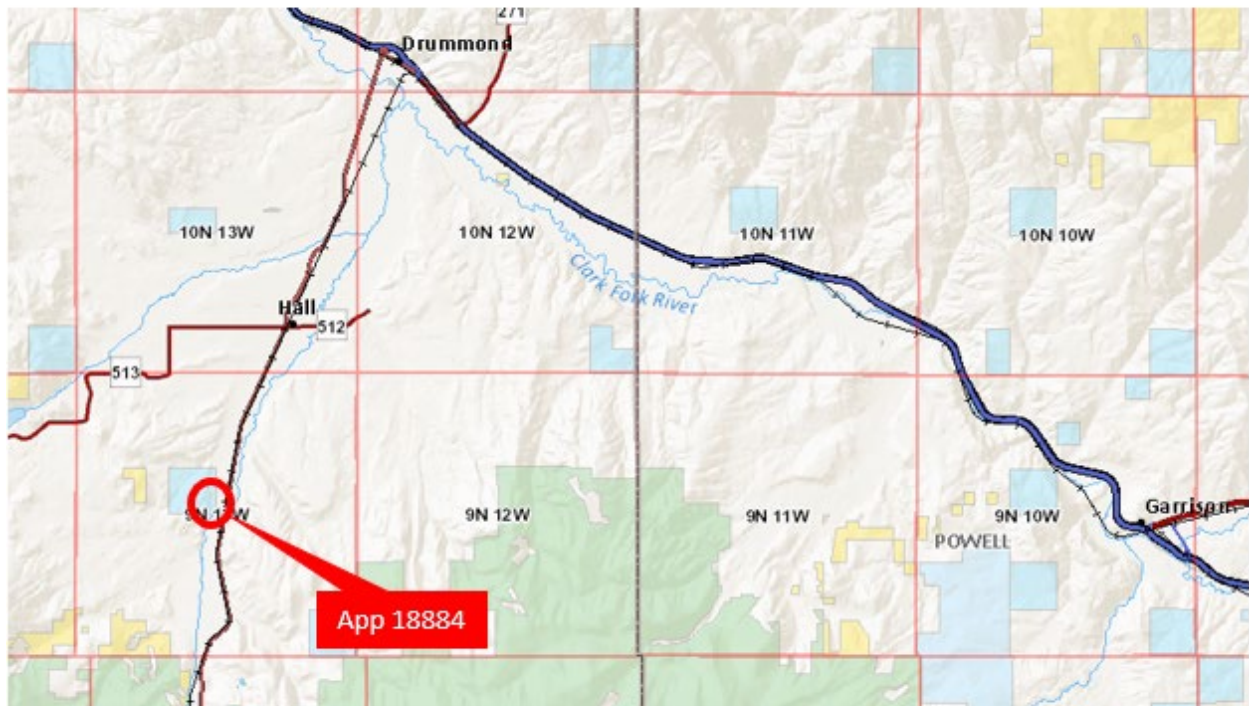 271
Drummond
10N 13W
10N 12W
10N 11W
10N 10W
Clark Fork River
Hall
512
513
9N 12W
9N 11W
9N 10W
Garrison
POWELL
App 18884